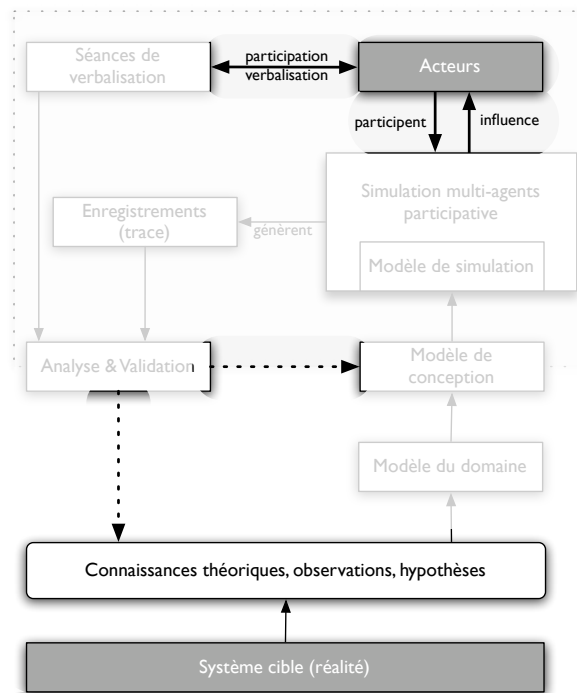 Séances de
verbalisation
participation
verbalisation
Acteurs
participent
influence
Simulation multi-agents
participative
Enregistrements
(trace)
génèrent
Modèle de simulation
Analyse & Validation
Modèle de
conception
Modèle du domaine
Connaissances théoriques, observations, hypothèses
Système cible (réalité)